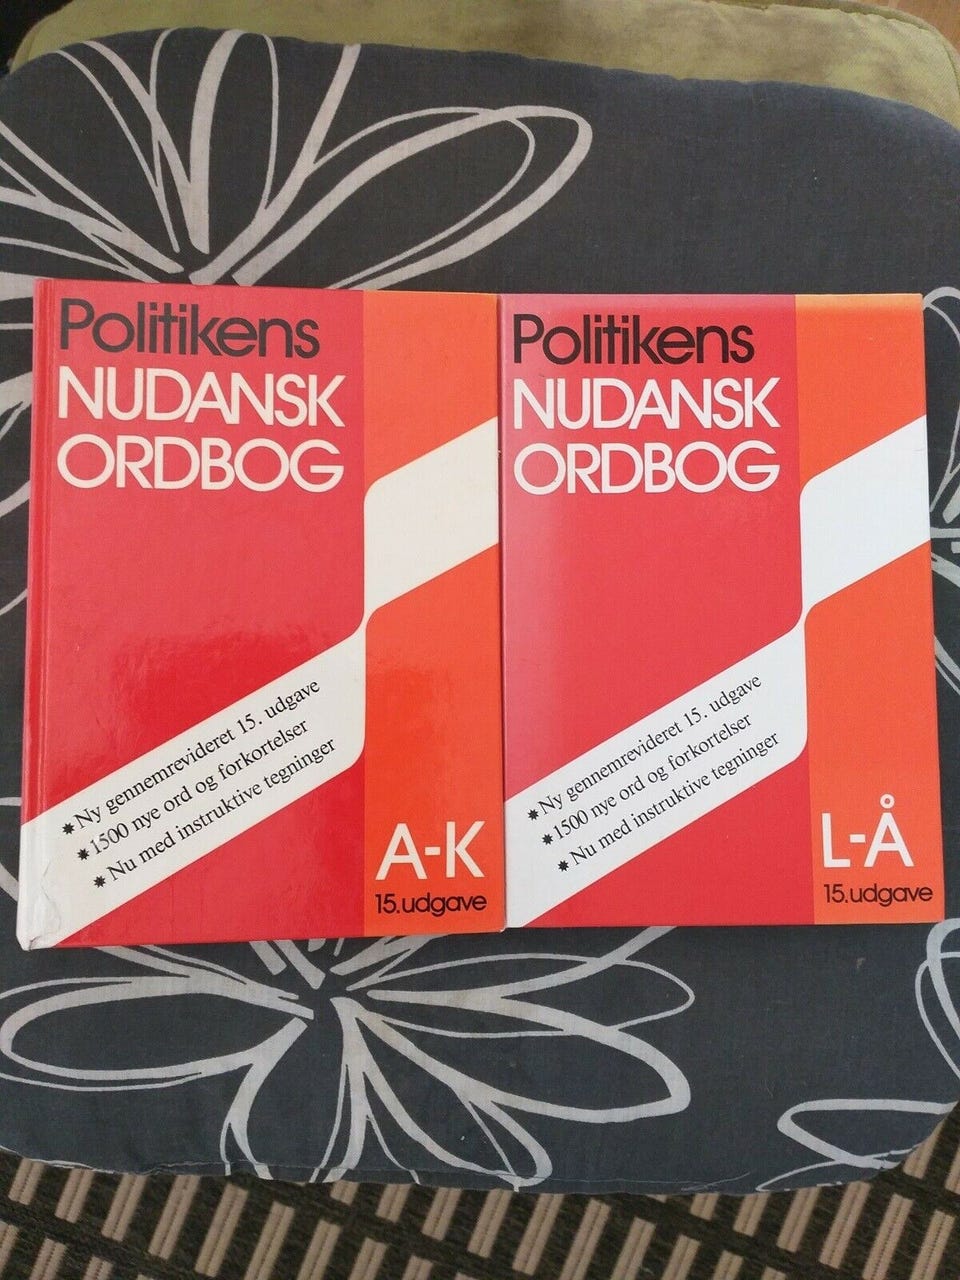 Politikens
NUDANSK
ORDBOG
✷ Ny gennemrevideret 15. udgave
✷ 1500 nye ord og forkortelser
✷ Nu med instruktive tegninger
A-K
15. udgave
Politikens
NUDANSK
ORDBOG
✷ Ny gennemrevideret 15. udgave
✷ 1500 nye ord og forkortelser
✷ Nu med instruktive tegninger
L-Å
15. udgave